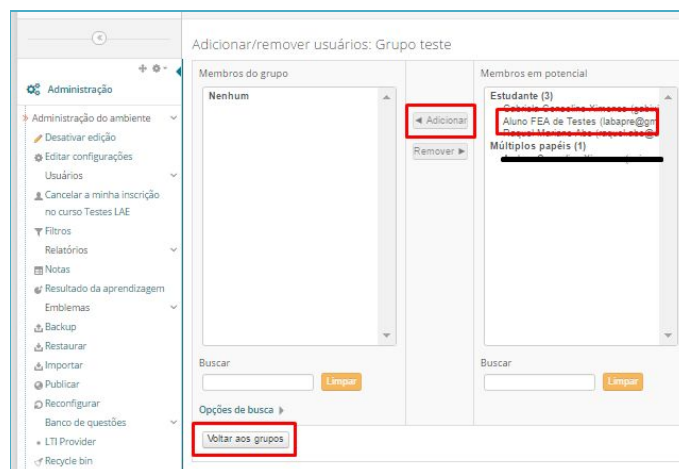 Administração
Administração do ambiente
Desativar edição
Editar configurações
Usuários
Cancelar a minha inscrição
no curso Testes LAE
Filtros
Relatórios
Notas
Resultado da aprendizagem
Emblemas
Backup
Restaurar
Importar
Publicar
Reconfigurar
Banco de questões
LTI Provider
Recycle bin
Adicionar/remover usuários: Grupo teste
Membros do grupo
Nenhum
Buscar
Limpar
Opções de busca
Voltar aos grupos
◄ Adicionar
Remover ►
Membros em potencial
Estudante (3)
Aluno FEA de Testes (labapre@gm
Múltiplos papéis (1)
Buscar
Limpar